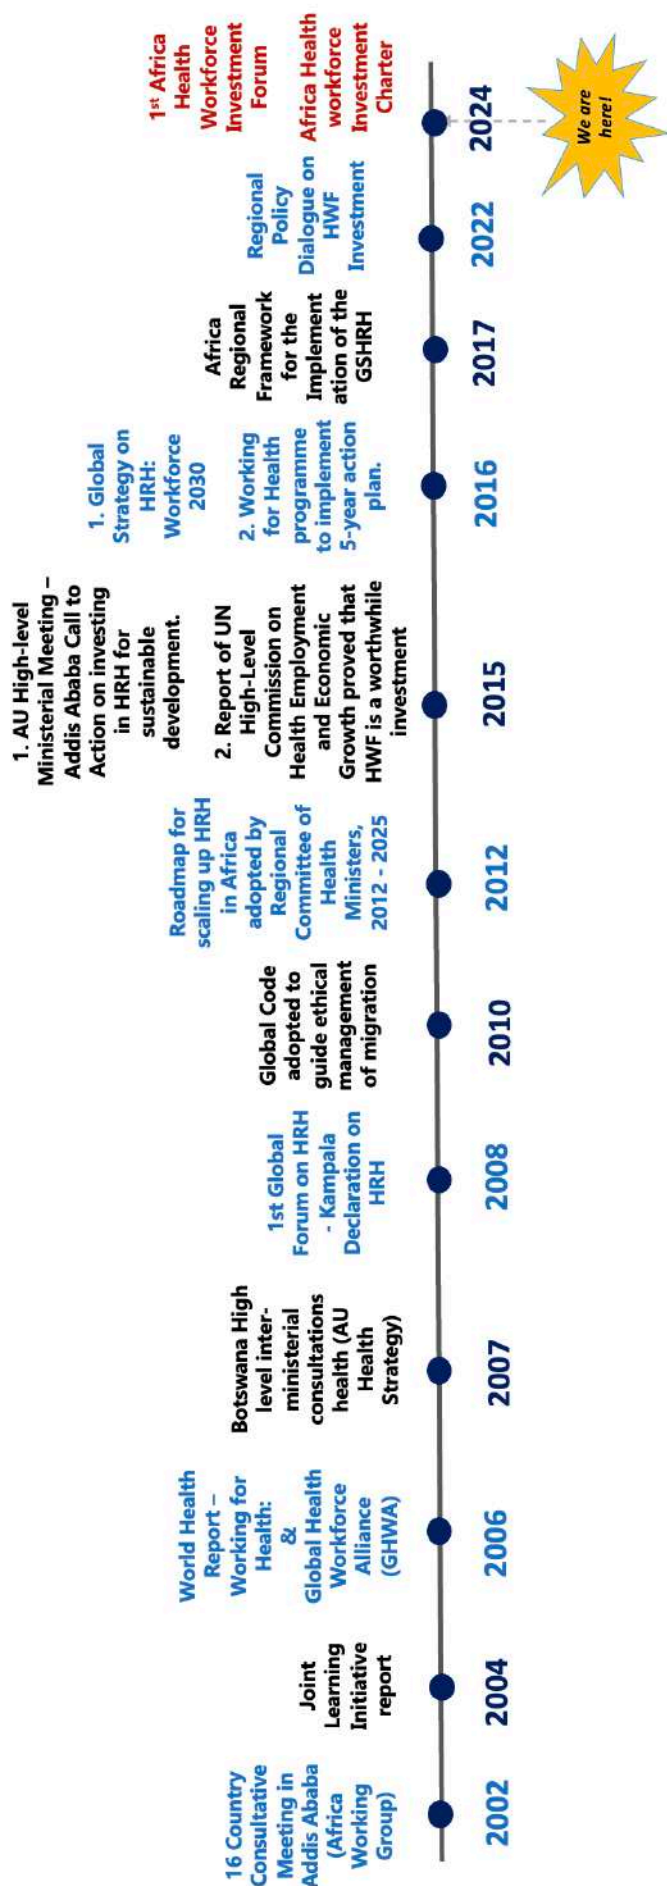 16 Country
Consultative
Meeting in
Addis Ababa
(Africa
Working
Group)
2002
Joint
Learning
Initiative
report
2004
World Health
Report –
Working for
Health:
&
Global Health
Workforce
Alliance
(GHWA)
2006
Botswana High
level inter-
ministerial
consultations
health (AU
Health
Strategy)
2007
1st Global
Forum on HRH
- Kampala
Declaration on
HRH
2008
Global Code
adopted to
guide ethical
management
of migration
2010
Roadmap for
scaling up HRH
in Africa
adopted by
Regional
Committee of
Health
Ministers,
2012 - 2025
2012
1. AU High-level
Ministerial Meeting –
Addis Ababa Call to
Action on investing
in HRH for
sustainable
development.
2. Report of UN
High-Level
Commission on
Health Employment
and Economic
Growth proved that
HWF is a worthwhile
investment
2015
1. Global
Strategy on
HRH:
Workforce
2030
2. Working
for Health
programme
to implement
5-year action
plan.
2016
Africa
Regional
Framework
for the
Implement
ation of the
GSHRH
2017
Regional
Policy
Dialogue on
HWF
Investment
2022
1st Africa
Health
Workforce
Investment
Forum
Africa Health
workforce
Investment
Charter
2024
We are
here!